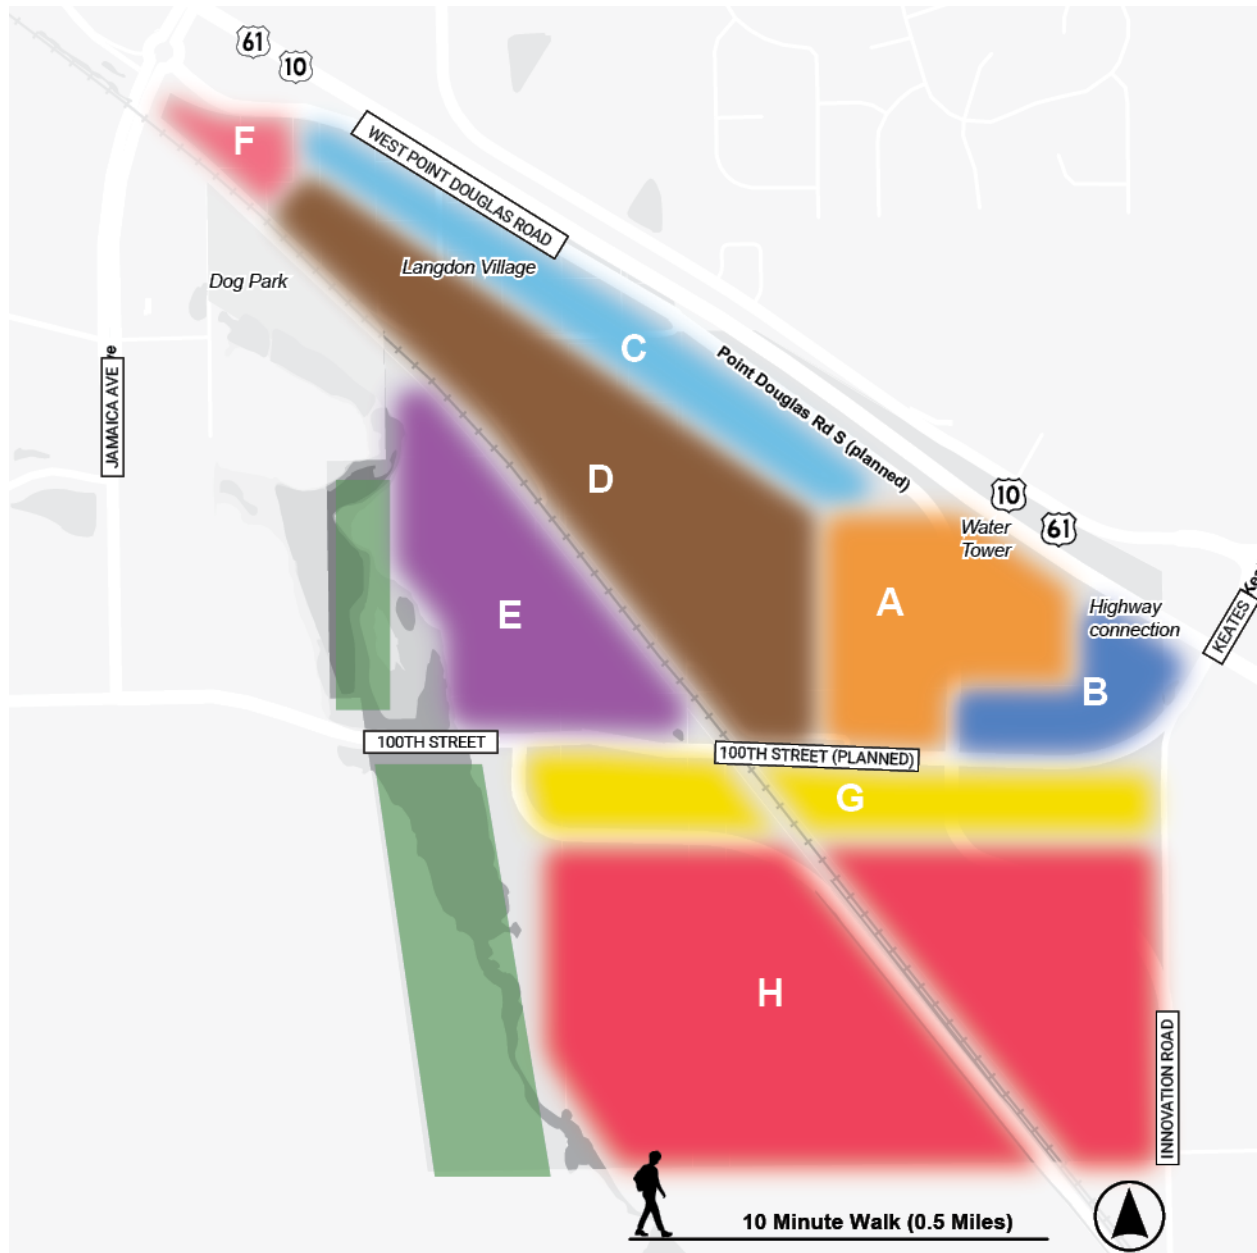 61
10
F
WEST POINT DOUGLAS ROAD
Langdon Village
Dog Park
C
Point Douglas Rd S (planned)
JAMAICA AVE
ve
D
10
61
Water
Tower
A
E
Highway
connection
KEATES
B
100TH STREET
100TH STREET (PLANNED)
G
H
INNOVATION ROAD
10 Minute Walk (0.5 Miles)